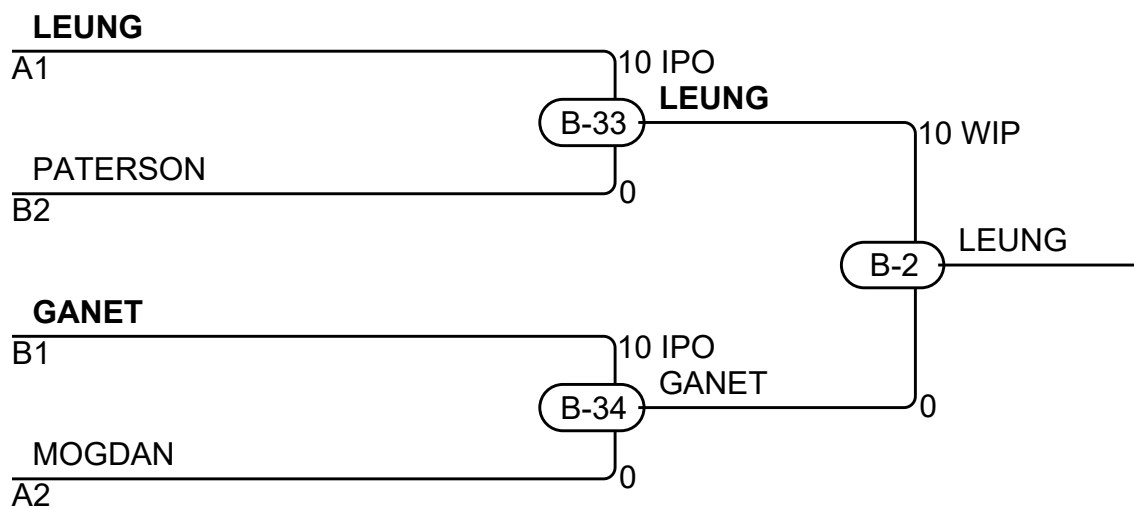 LEUNG
A1
10 IPO
LEUNG
B-33
10 WIP
PATERSON
B2
0
LEUNG
B-2
GANET
B1
10 IPO
GANET
B-34
0
MOGDAN
A2
0